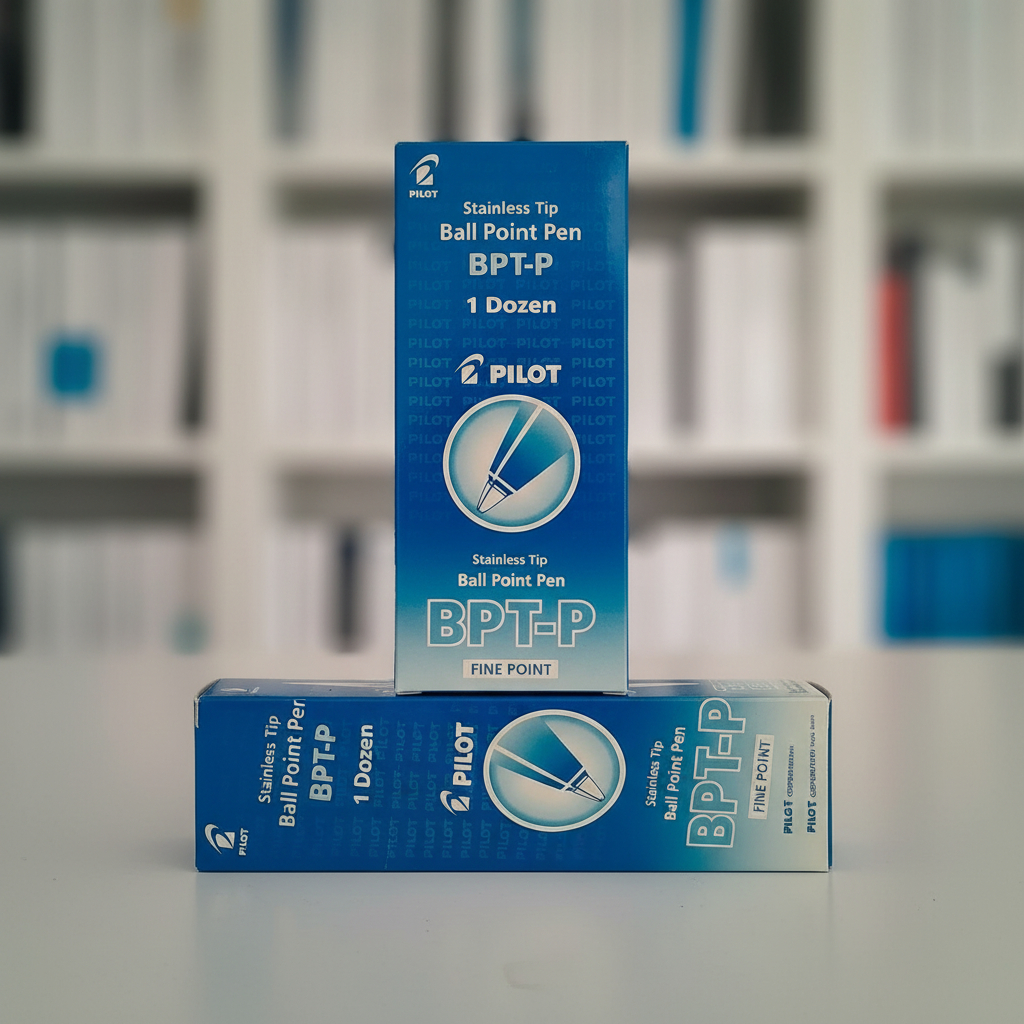 PILOT
Stainless Tip
Ball Point Pen
BPT-P
1 Dozen
PILOT
Stainless Tip
Ball Point Pen
BPT-P
FINE POINT
PILOT
Stainless Tip
Ball Point Pen
BPT-P
1 Dozen
PILOT
Stainless Tip
Ball Point Pen
BPT-P
FINE POINT
PILOT
PILOT